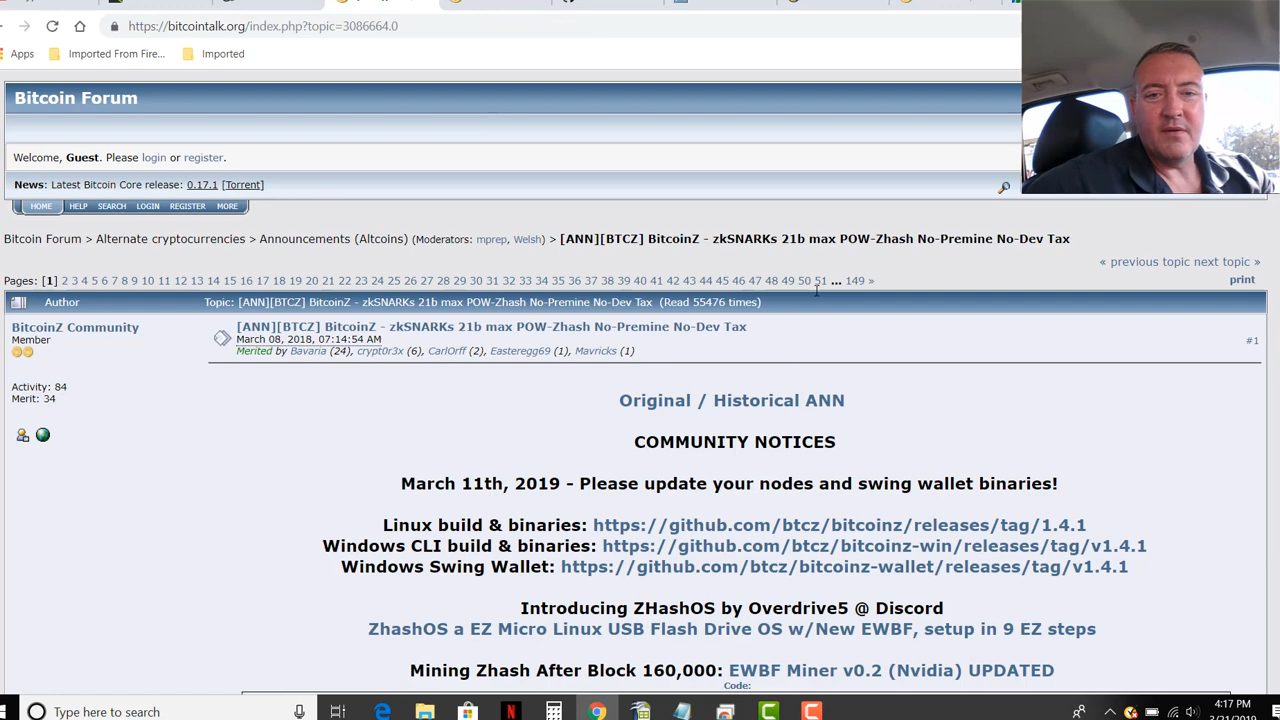 https://bitcointalk.org/index.php?topic=3086664.0
Apps Imported From Fire... Imported
Bitcoin Forum
Welcome, Guest. Please login or register.
News: Latest Bitcoin Core release: 0.17.1 [Torrent]
HOME HELP SEARCH LOGIN REGISTER MORE
Bitcoin Forum > Alternate cryptocurrencies > Announcements (Altcoins) (Moderators: mprep, Welsh) > [ANN][BTCZ] BitcoinZ - zkSNARKs 21b max POW-Zhash No-Premine No-Dev Tax
« previous topic next topic »
Pages: [1] 2 3 4 5 6 7 8 9 10 11 12 13 14 15 16 17 18 19 20 21 22 23 24 25 26 27 28 29 30 31 32 33 34 35 36 37 38 39 40 41 42 43 44 45 46 47 48 49 50 51 ... 149 » print
Author Topic: [ANN][BTCZ] BitcoinZ - zkSNARKs 21b max POW-Zhash No-Premine No-Dev Tax (Read 55476 times)
BitcoinZ Community
Member
Activity: 84
Merit: 34
[ANN][BTCZ] BitcoinZ - zkSNARKs 21b max POW-Zhash No-Premine No-Dev Tax
March 08, 2018, 07:14:54 AM #1
Merited by Bavaria (24), crypt0r3x (6), CarlOrff (2), Easteregg69 (1), Mavricks (1)
Original / Historical ANN
COMMUNITY NOTICES
March 11th, 2019 - Please update your nodes and swing wallet binaries!
Linux build & binaries: https://github.com/btcz/bitcoinz/releases/tag/1.4.1
Windows CLI build & binaries: https://github.com/btcz/bitcoinz-win/releases/tag/v1.4.1
Windows Swing Wallet: https://github.com/btcz/bitcoinz-wallet/releases/tag/v1.4.1
Introducing ZHashOS by Overdrive5 @ Discord
ZhashOS a EZ Micro Linux USB Flash Drive OS w/New EWBF, setup in 9 EZ steps
Mining Zhash After Block 160,000: EWBF Miner v0.2 (Nvidia) UPDATED
Code:
Type here to search
4:17 PM